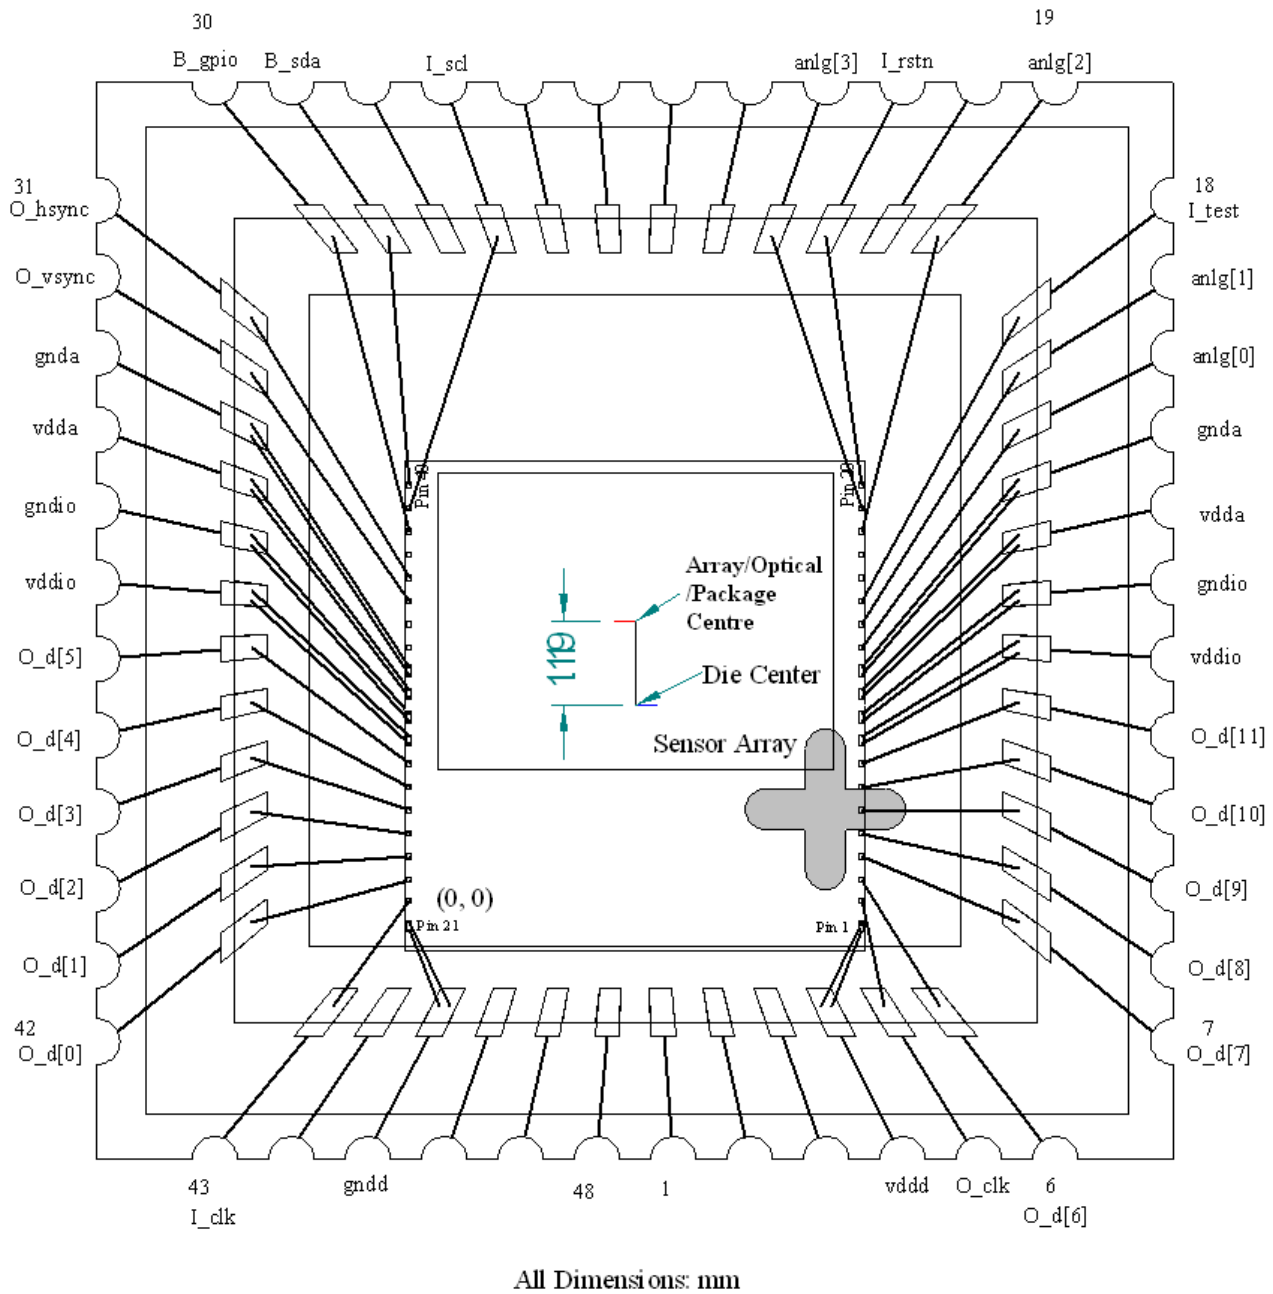 30
19
B_gpio
B_sda
I_scl
anlg[3]
I_rstn
anlg[2]
31
O_hsync
18
I_test
O_vsync
anlg[1]
gnda
anlg[0]
vdda
gnda
Pin 40
Pin 20
gndio
vdda
Array/Optical
/Package
Centre
vddio
gndio
1.119
O_d[5]
vddio
Die Center
O_d[4]
Sensor Array
O_d[11]
O_d[3]
O_d[10]
O_d[2]
O_d[9]
(0, 0)
Pin 21
Pin 1
O_d[1]
O_d[8]
42
O_d[0]
7
O_d[7]
43
I_clk
gndd
48
1
vddd
O_clk
6
O_d[6]
All Dimensions: mm